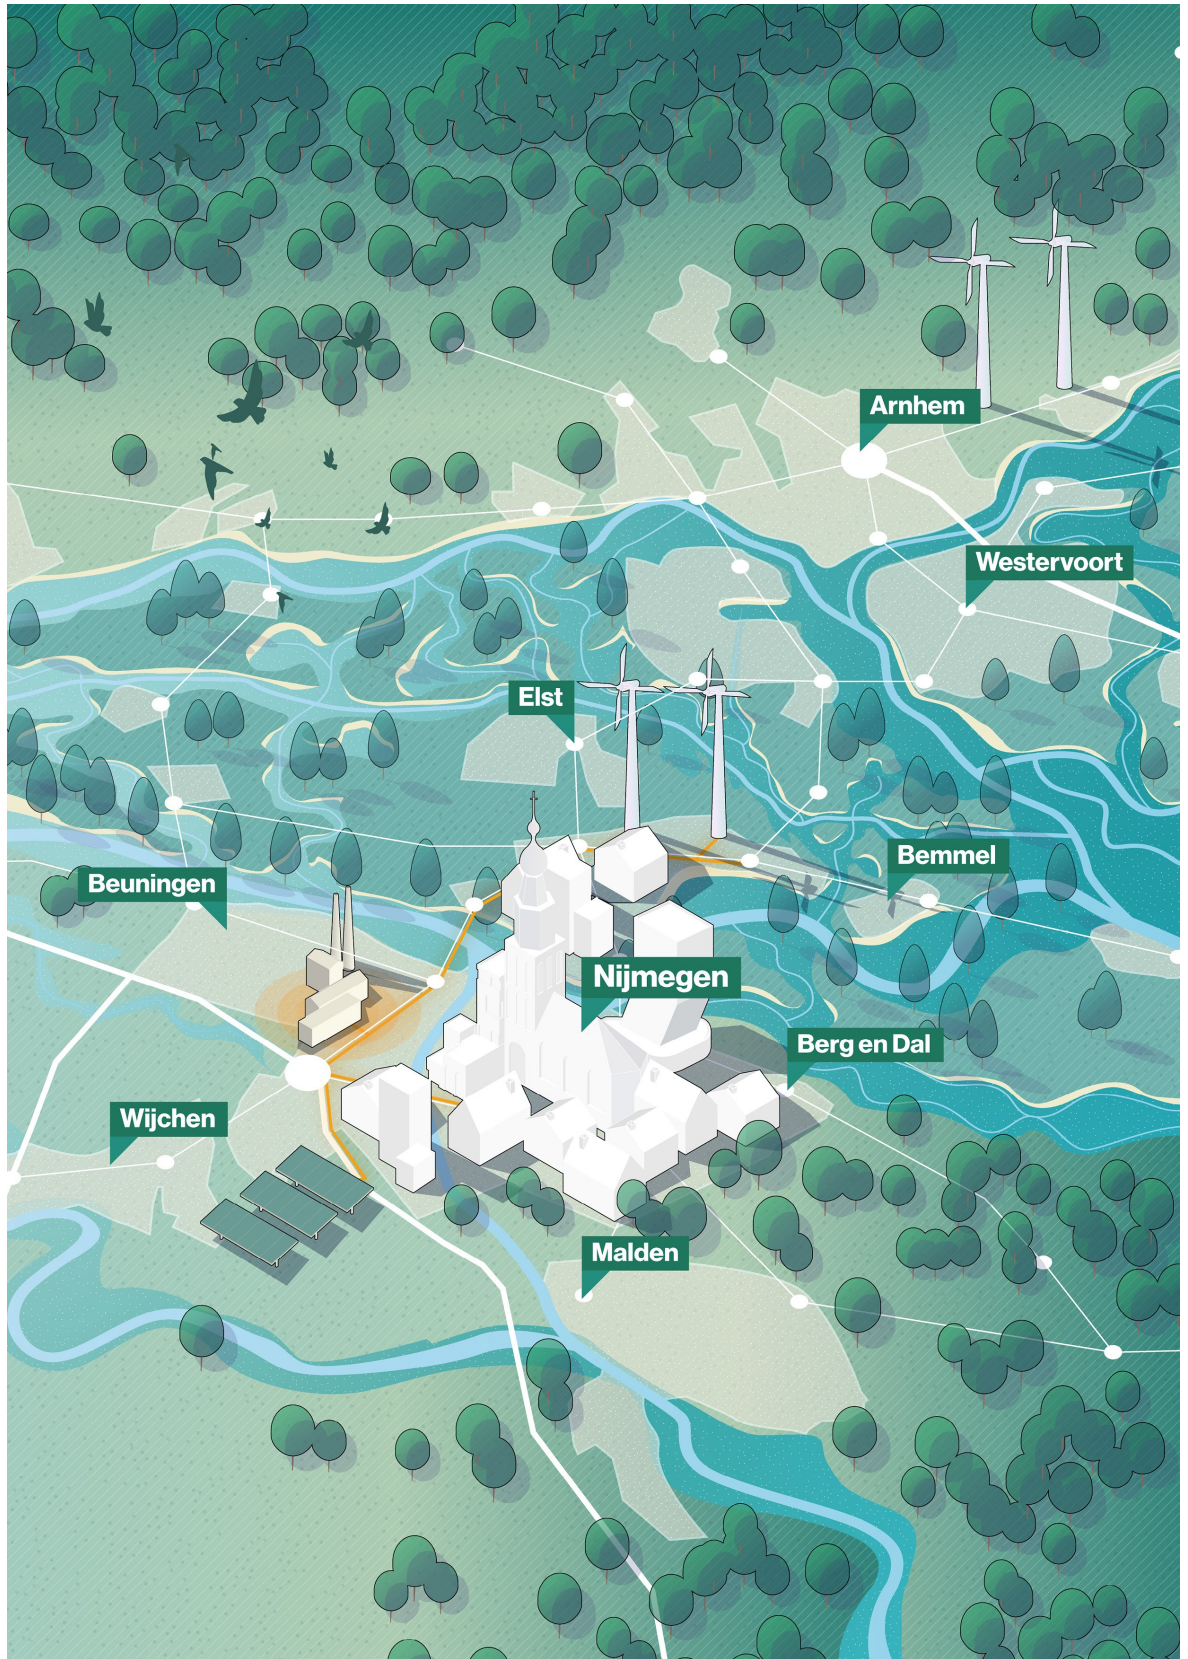 Arnhem
Westervoort
Elst
Bemmel
Beuningen
Nijmegen
Berg en Dal
Wijchen
Malden